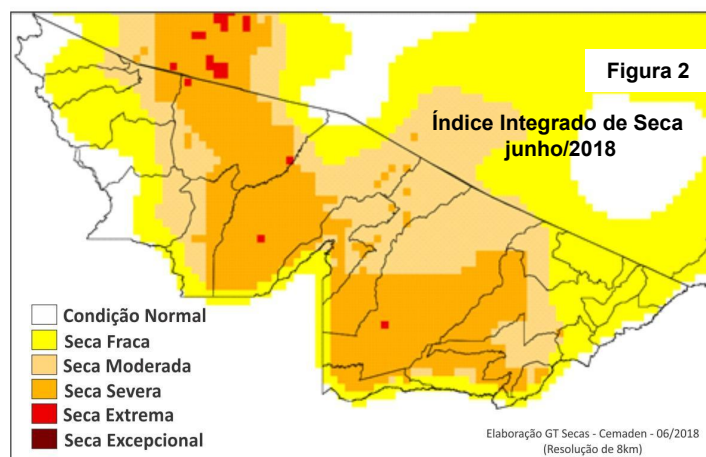 Figura 2
Índice Integrado de Seca
junho/2018
Condição Normal
Seca Fraca
Seca Moderada
Seca Severa
Seca Extrema
Seca Excepcional
Elaboração GT Secas - Cemaden - 06/2018
(Resolução de 8km)